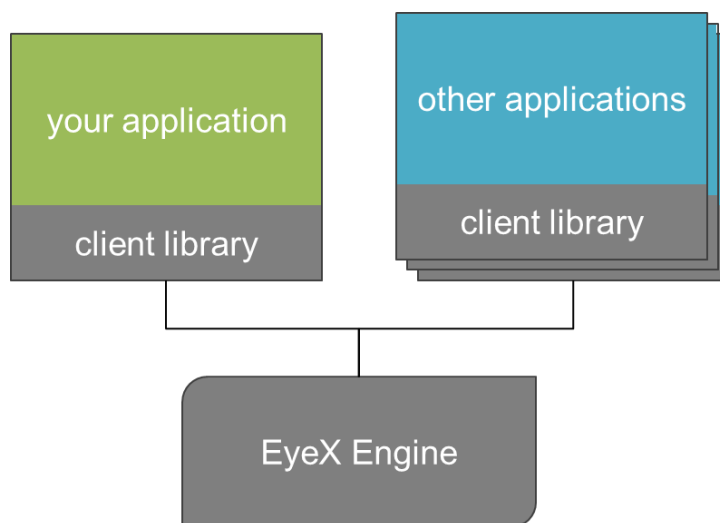 your application
client library
other applications
client library
EyeX Engine